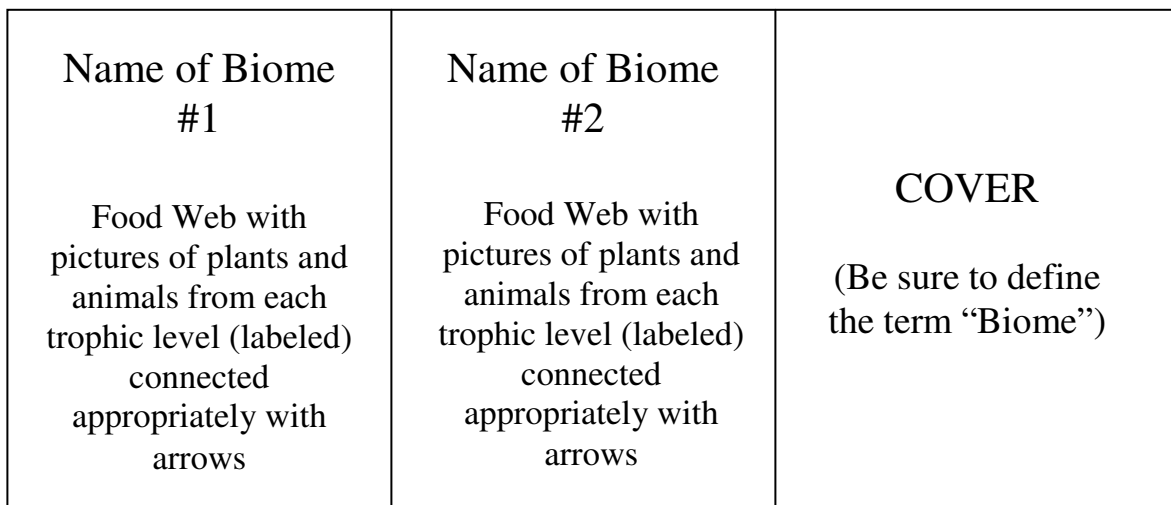 Name of Biome
#1
Food Web with
pictures of plants and
animals from each
trophic level (labeled)
connected
appropriately with
arrows
Name of Biome
#2
Food Web with
pictures of plants and
animals from each
trophic level (labeled)
connected
appropriately with
arrows
COVER
(Be sure to define
the term “Biome”)